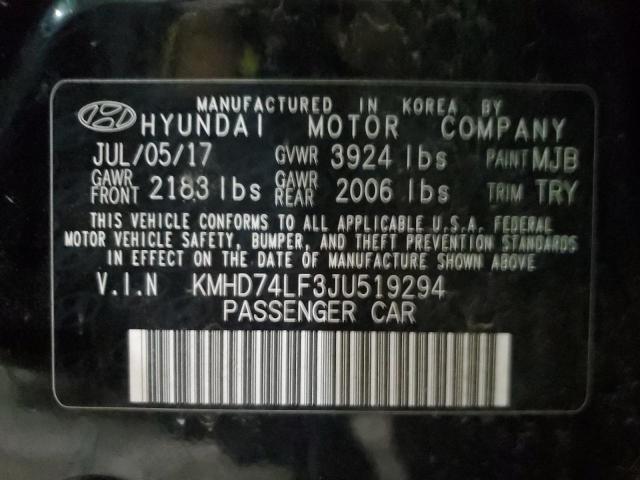 MANUFACTURED IN KOREA BY
HYUNDAI MOTOR COMPANY
JUL/05/17 GVWR 3924 lbs PAINT MJB
GAWR FRONT 2183 lbs GAWR REAR 2006 lbs TRIM TRY
THIS VEHICLE CONFORMS TO ALL APPLICABLE U.S.A. FEDERAL
MOTOR VEHICLE SAFETY, BUMPER, AND THEFT PREVENTION STANDARDS
IN EFFECT ON THE DATE OF MANUFACTURE SHOWN ABOVE.
V.I.N KMHD74LF3JU519294
PASSENGER CAR